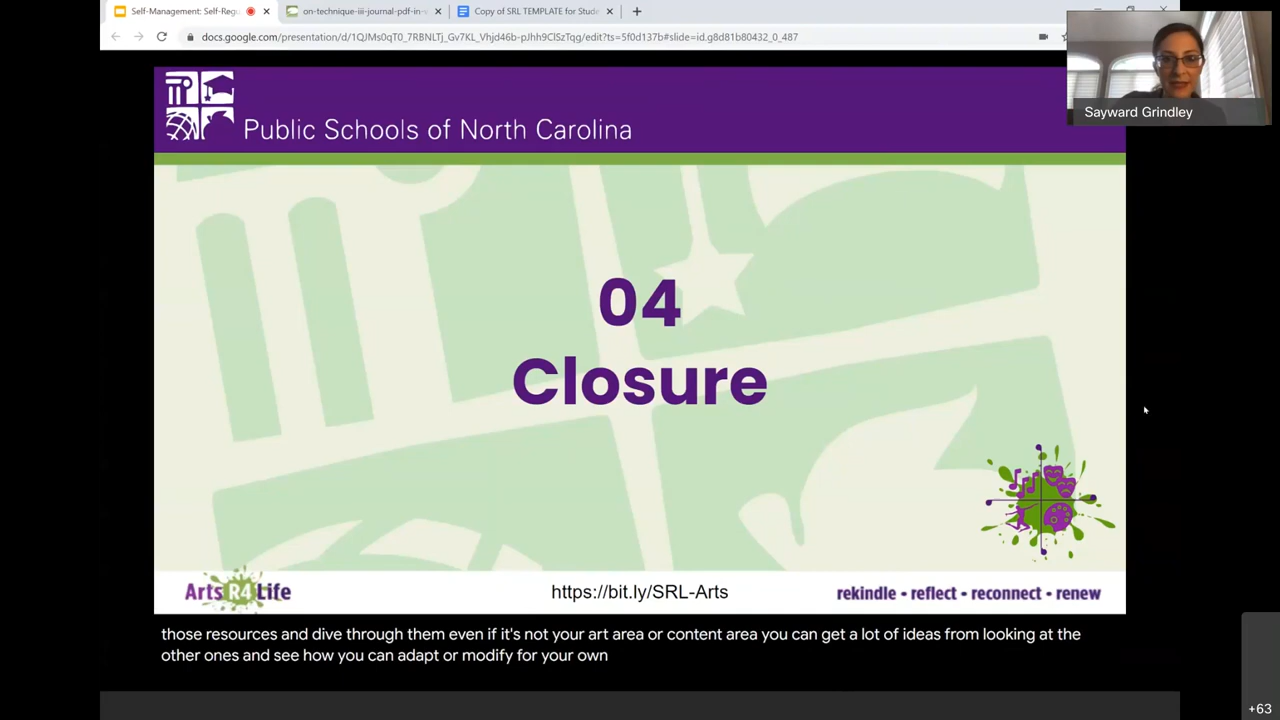 Self-Management: Self-Regu
on-technique-iii-journal-pdf-in-v
Copy of SRL TEMPLATE for Stude
docs.google.com/presentation/d/1QJMs0qT0_7RBNLTj_Gv7KL_Vhjd46b-pJhh9ClSzTqg/edit?ts=5f0d137b#slide=id.g8d81b80432_0_487
Sayward Grindley
Public Schools of North Carolina
04
Closure
Arts R4 Life
https://bit.ly/SRL-Arts
rekindle • reflect • reconnect • renew
those resources and dive through them even if it's not your art area or content area you can get a lot of ideas from looking at the
other ones and see how you can adapt or modify for your own
+63